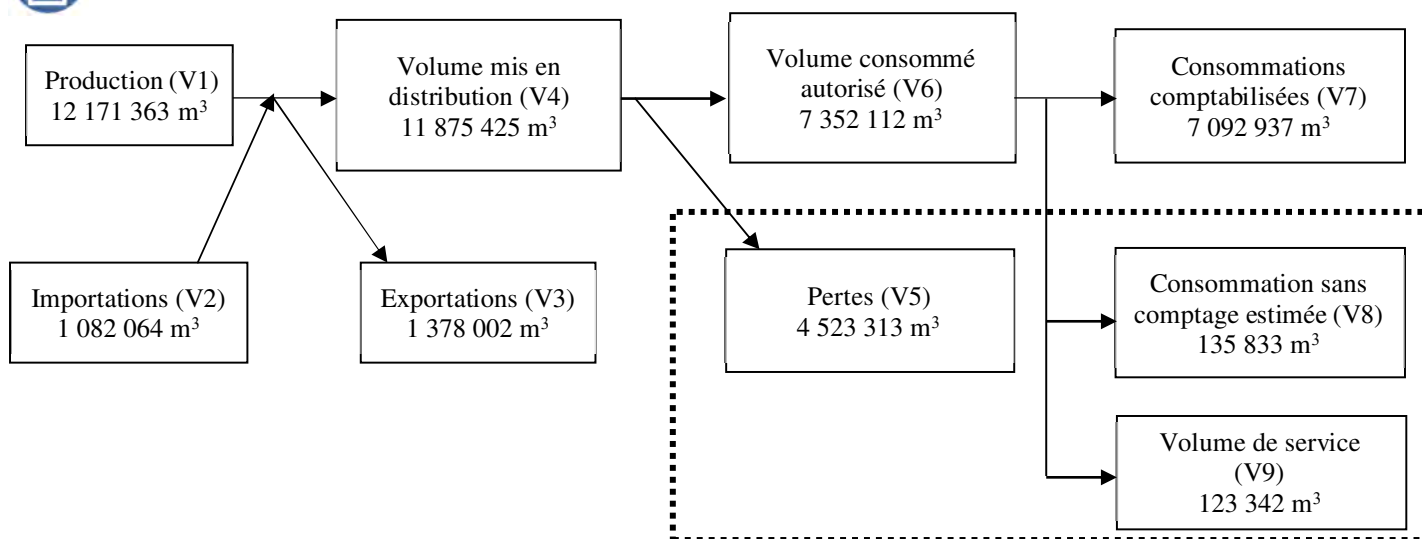 Production (V1)
12 171 363 m³
Volume mis en
distribution (V4)
11 875 425 m³
Volume consommé
autorisé (V6)
7 352 112 m³
Consommations
comptabilisées (V7)
7 092 937 m³
Importations (V2)
1 082 064 m³
Exportations (V3)
1 378 002 m³
Pertes (V5)
4 523 313 m³
Consommation sans
comptage estimée (V8)
135 833 m³
Volume de service
(V9)
123 342 m³